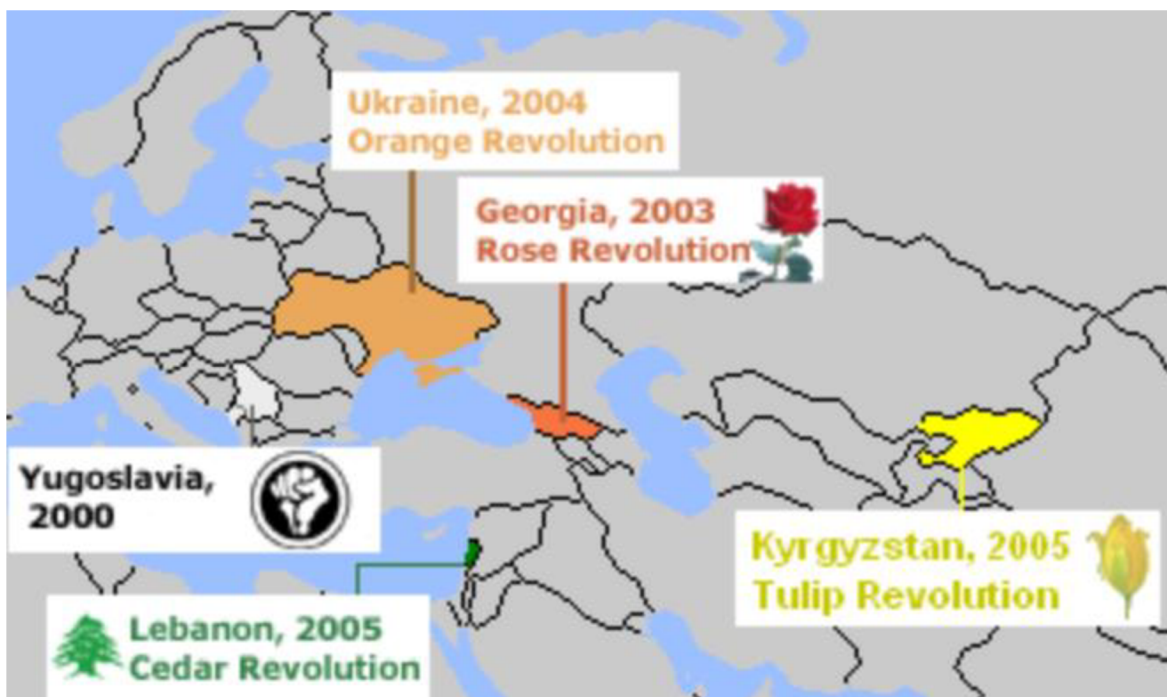 Ukraine, 2004
Orange Revolution
Georgia, 2003
Rose Revolution
Yugoslavia,
2000
Kyrgyzstan, 2005
Tulip Revolution
Lebanon, 2005
Cedar Revolution